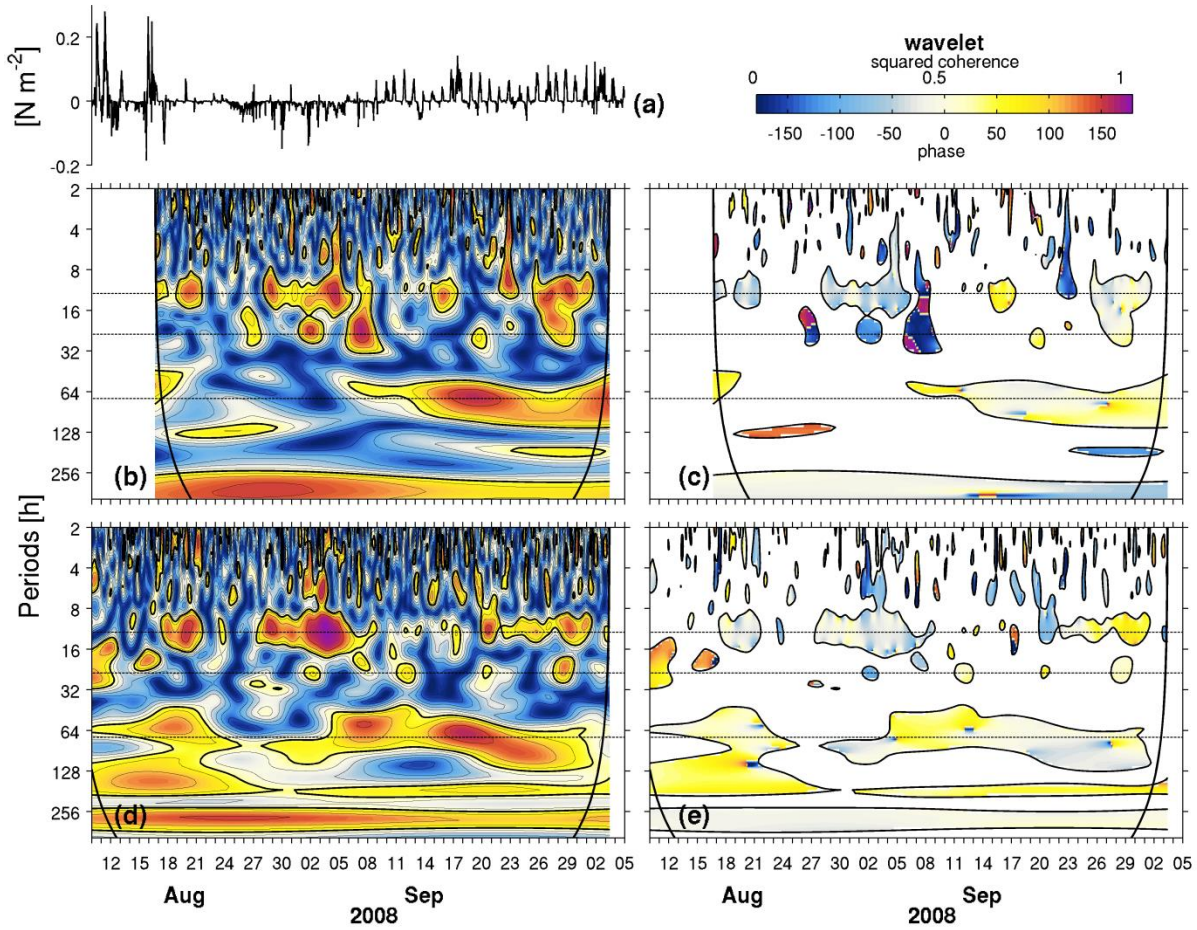 [N m-2]
0.2
0
-0.2
(a)
wavelet
squared coherence
0 0.5 1
-150 -100 -50 0 50 100 150
phase
Periods [h]
2
4
8
16
32
64
128
256
(b)
(c)
2
4
8
16
32
64
128
256
(d)
(e)
12 15 18 21 24 27 30 02 05 08 11 14 17 20 23 26 29 02 05
12 15 18 21 24 27 30 02 05 08 11 14 17 20 23 26 29 02 05
Aug Sep
2008
Aug Sep
2008